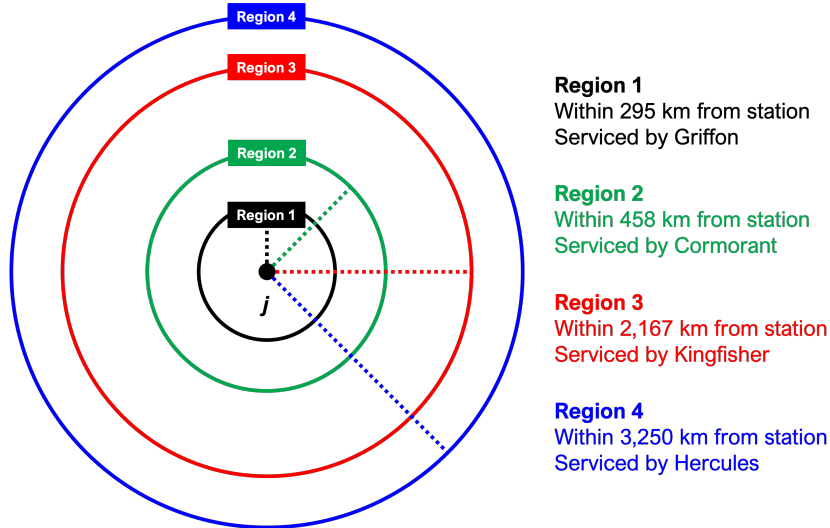 Region 4
Region 3
Region 2
Region 1
j
Region 1
Within 295 km from station
Serviced by Griffon
Region 2
Within 458 km from station
Serviced by Cormorant
Region 3
Within 2,167 km from station
Serviced by Kingfisher
Region 4
Within 3,250 km from station
Serviced by Hercules